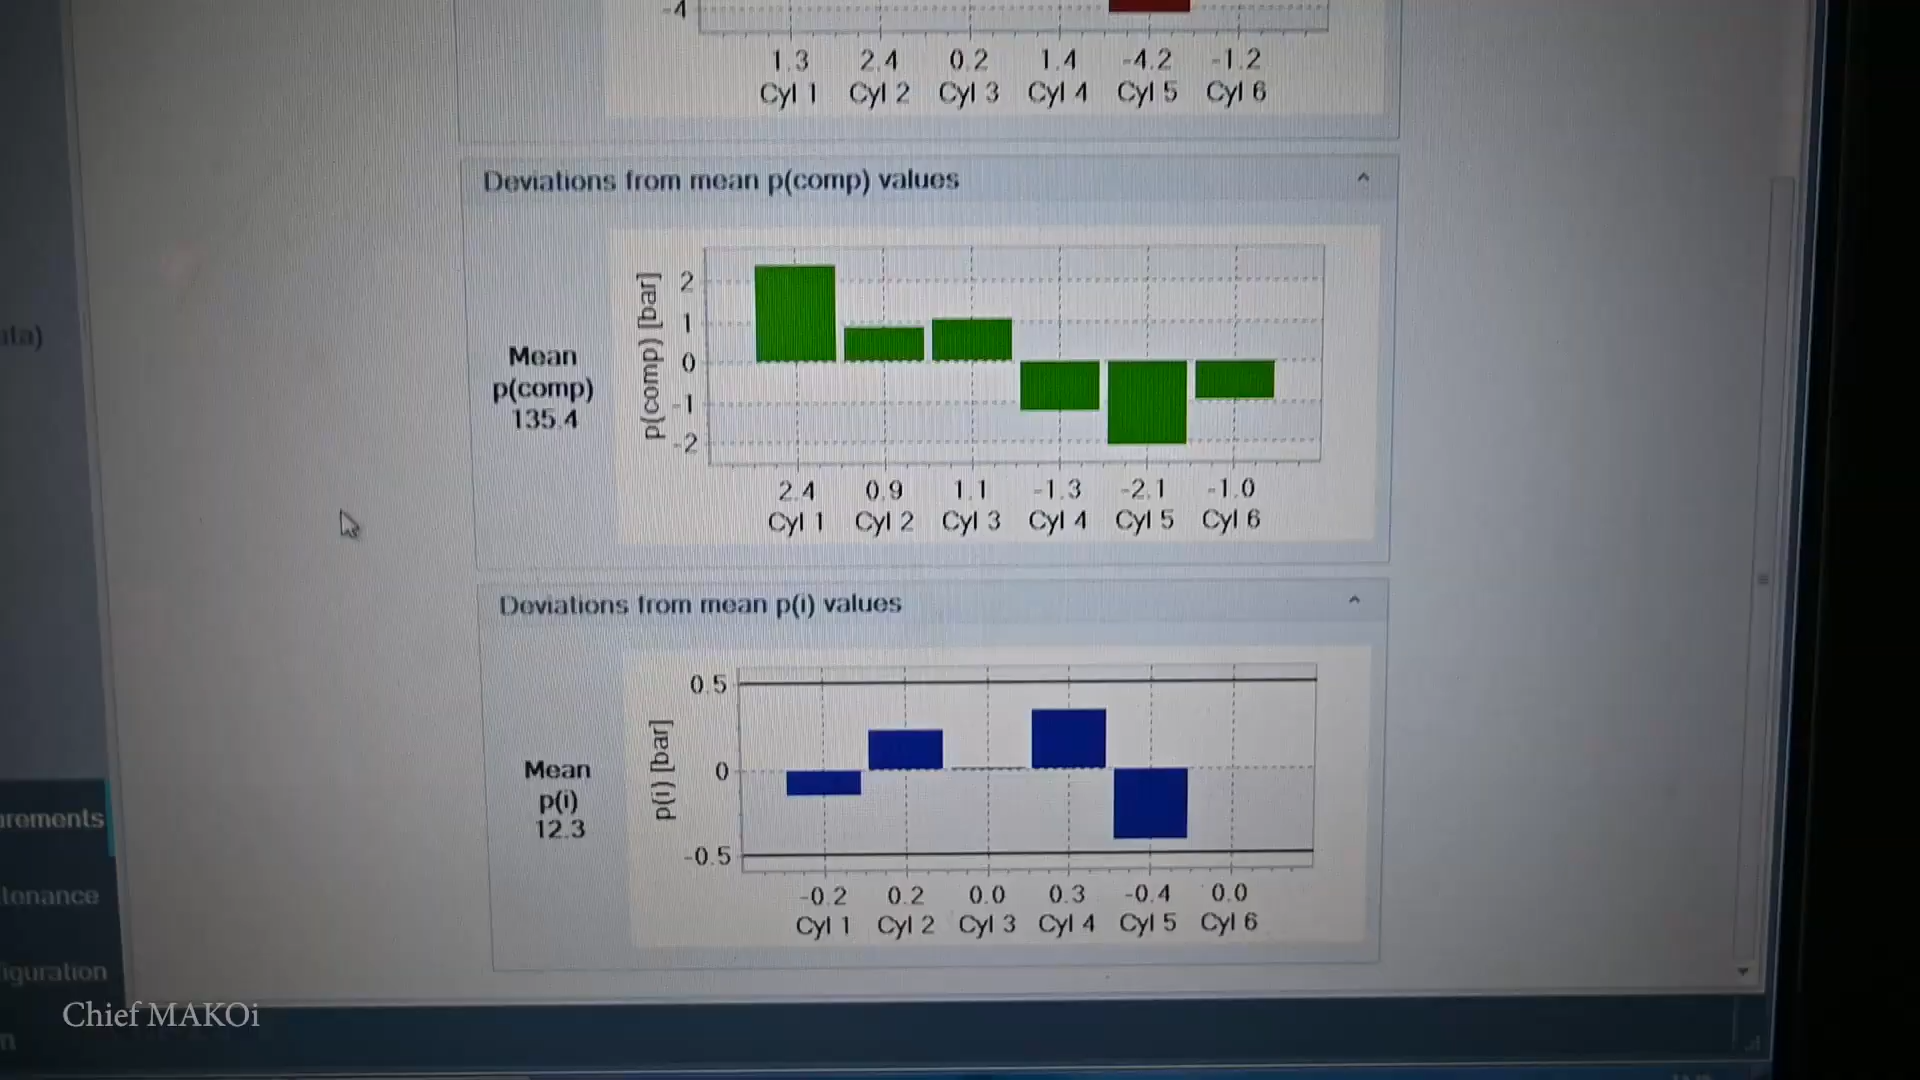 -4
1.3 2.4 0.2 1.4 -4.2 -1.2
Cyl 1 Cyl 2 Cyl 3 Cyl 4 Cyl 5 Cyl 6
Deviations from mean p(comp) values
Mean
p(comp)
135.4
p(comp) [bar]
2
1
0
-1
-2
2.4 0.9 1.1 -1.3 -2.1 -1.0
Cyl 1 Cyl 2 Cyl 3 Cyl 4 Cyl 5 Cyl 6
Deviations from mean p(i) values
Mean
p(i)
12.3
p(i) [bar]
0.5
0
-0.5
-0.2 0.2 0.0 0.3 -0.4 0.0
Cyl 1 Cyl 2 Cyl 3 Cyl 4 Cyl 5 Cyl 6
ata)
urements
tenance
iguration
n
Chief MAKOi